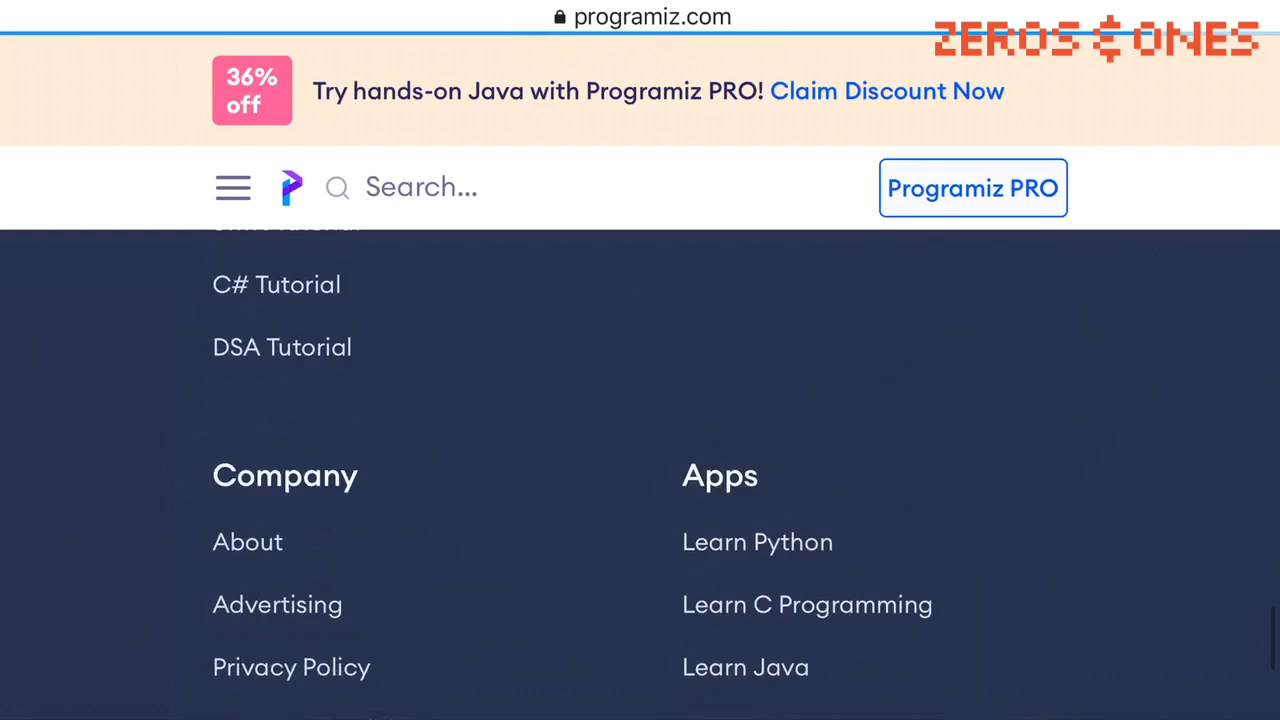 programiz.com
ZEROS & ONES
36%
off
Try hands-on Java with Programiz PRO! Claim Discount Now
Search...
Programiz PRO
C# Tutorial
DSA Tutorial
Company
Apps
About
Learn Python
Advertising
Learn C Programming
Privacy Policy
Learn Java